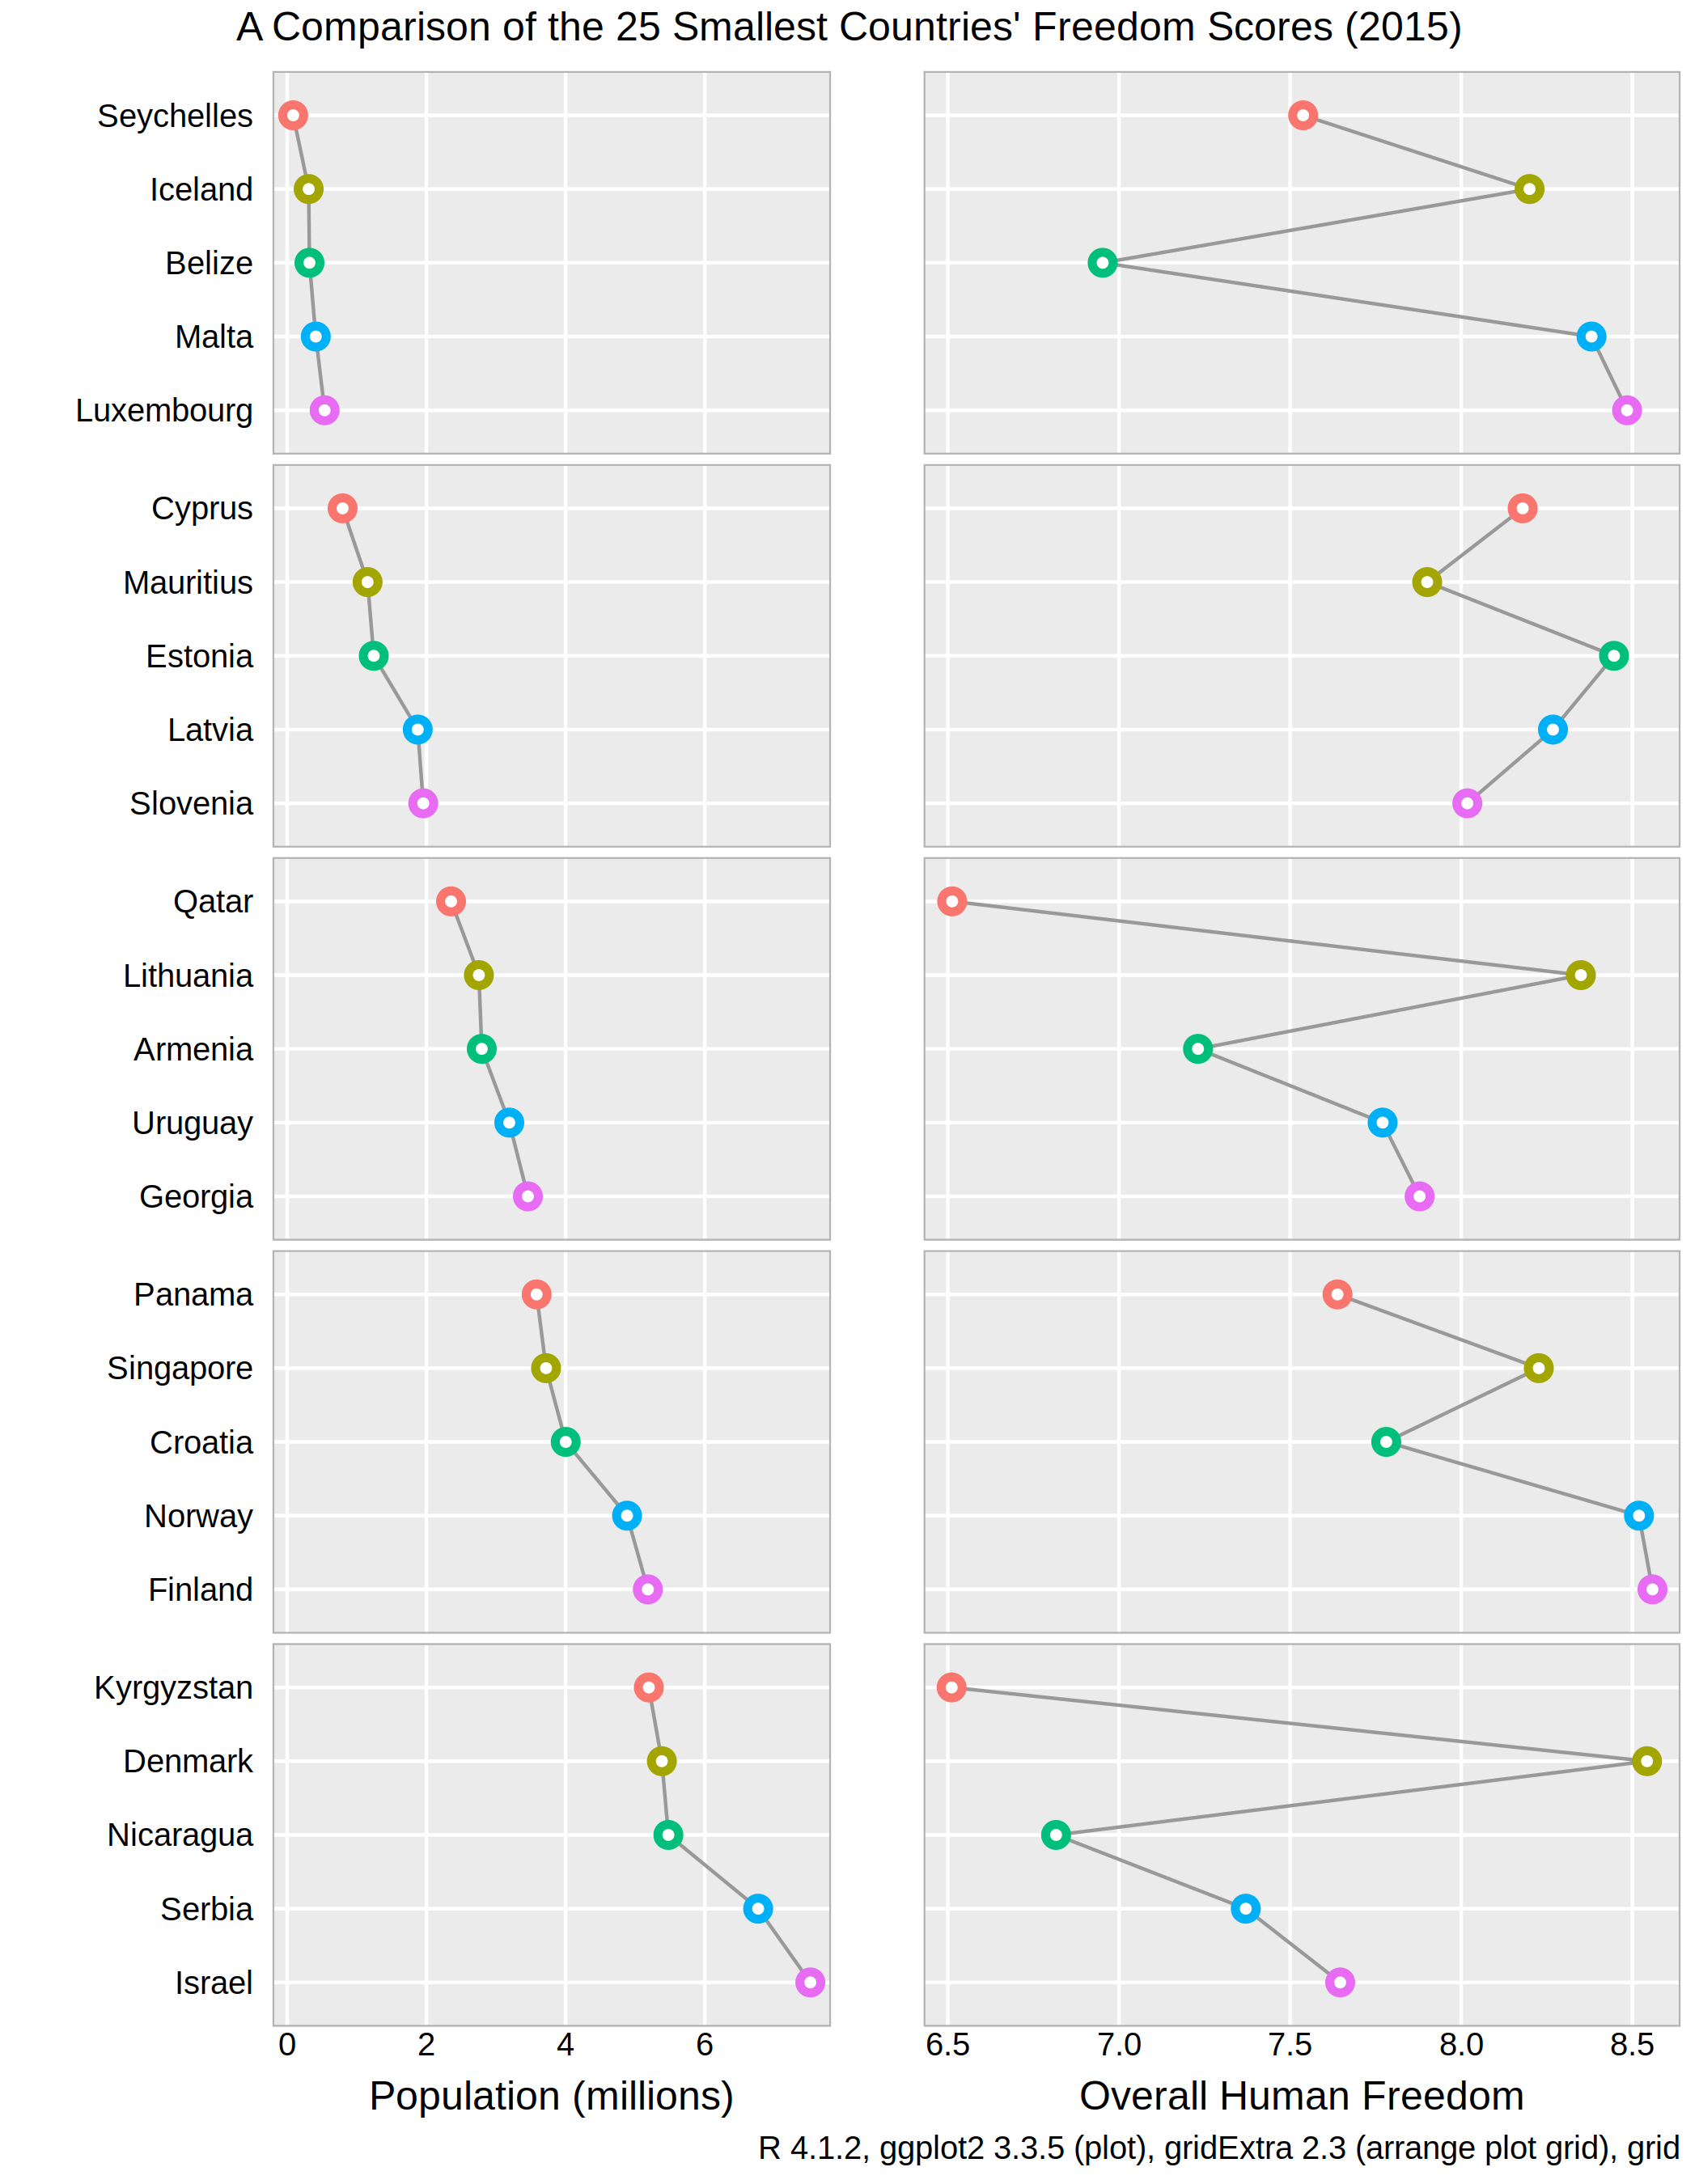 A Comparison of the 25 Smallest Countries' Freedom Scores (2015)
Seychelles
Iceland
Belize
Malta
Luxembourg
Cyprus
Mauritius
Estonia
Latvia
Slovenia
Qatar
Lithuania
Armenia
Uruguay
Georgia
Panama
Singapore
Croatia
Norway
Finland
Kyrgyzstan
Denmark
Nicaragua
Serbia
Israel
0 2 4 6 6.5 7.0 7.5 8.0 8.5
Population (millions) Overall Human Freedom
R 4.1.2, ggplot2 3.3.5 (plot), gridExtra 2.3 (arrange plot grid), grid